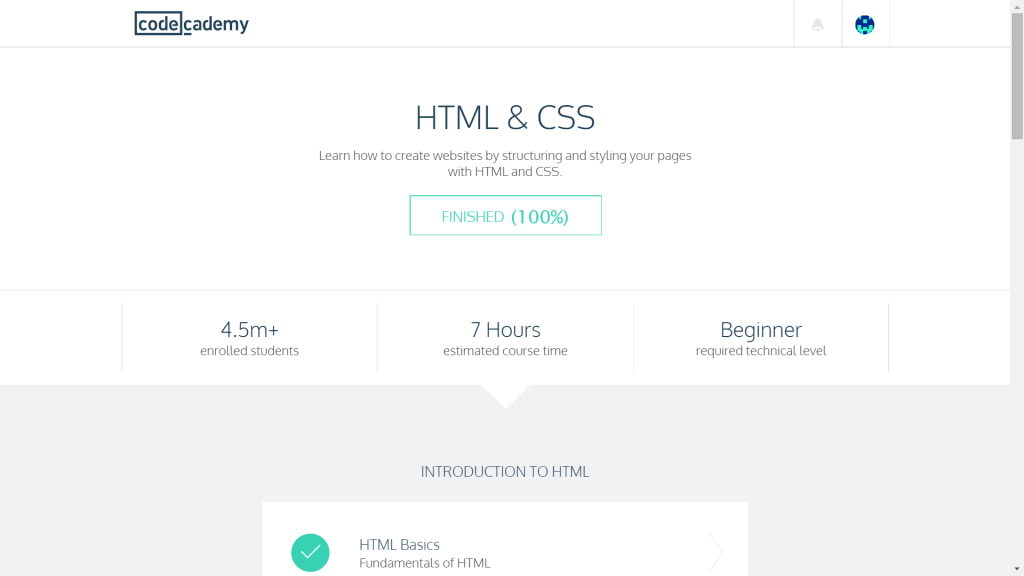 codecademy
HTML & CSS
Learn how to create websites by structuring and styling your pages
with HTML and CSS.
FINISHED (100%)
4.5m+
enrolled students
7 Hours
estimated course time
Beginner
required technical level
INTRODUCTION TO HTML
HTML Basics
Fundamentals of HTML